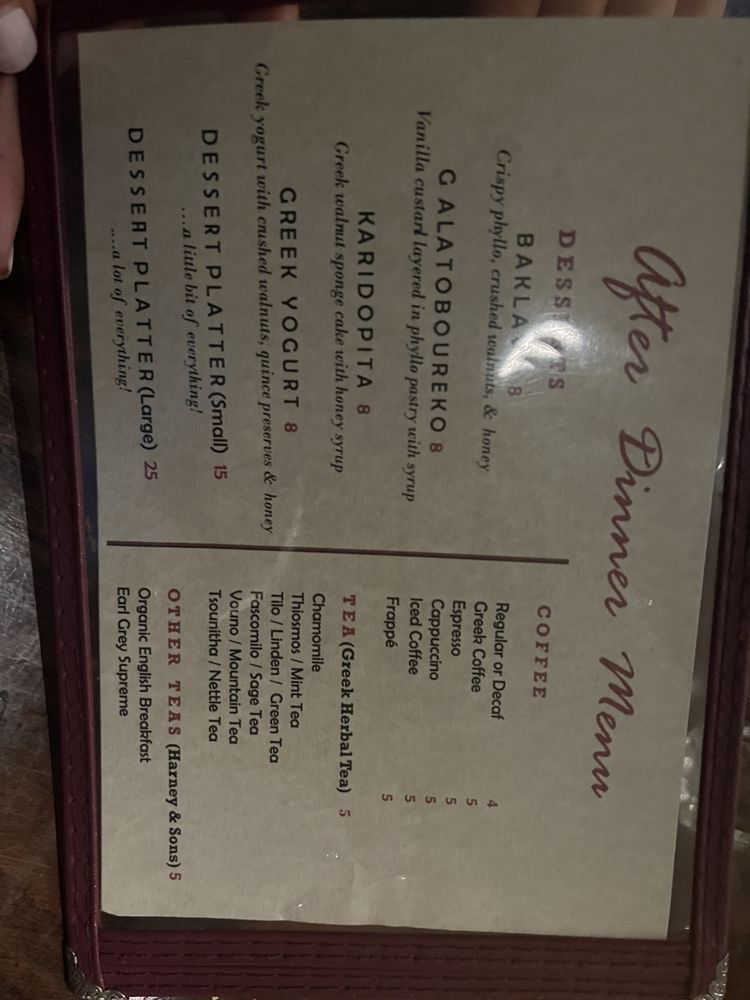 After Dinner Menu
DESSERTS
BAKLAVA 8
Crispy phyllo, crushed walnuts, & honey
GALATOBOUREKO 8
Vanilla custard layered in phyllo pastry with syrup
KARIDOPITA 8
Greek walnut sponge cake with honey syrup
GREEK YOGURT 8
Greek yogurt with crushed walnuts, quince preserves & honey
DESSERT PLATTER (Small) 15
...a little bit of everything!
DESSERT PLATTER (Large) 25
....a lot of everything!
COFFEE
Regular or Decaf 4
Greek Coffee 5
Espresso 5
Cappuccino 5
Iced Coffee 5
Frappé 5
TEA (Greek Herbal Tea) 5
Chamomile
Thiosmos / Mint Tea
Tilo / Linden / Green Tea
Fascomilo / Sage Tea
Vouno / Mountain Tea
Tsounitha / Nettle Tea
OTHER TEAS (Harney & Sons) 5
Organic English Breakfast
Earl Grey Supreme